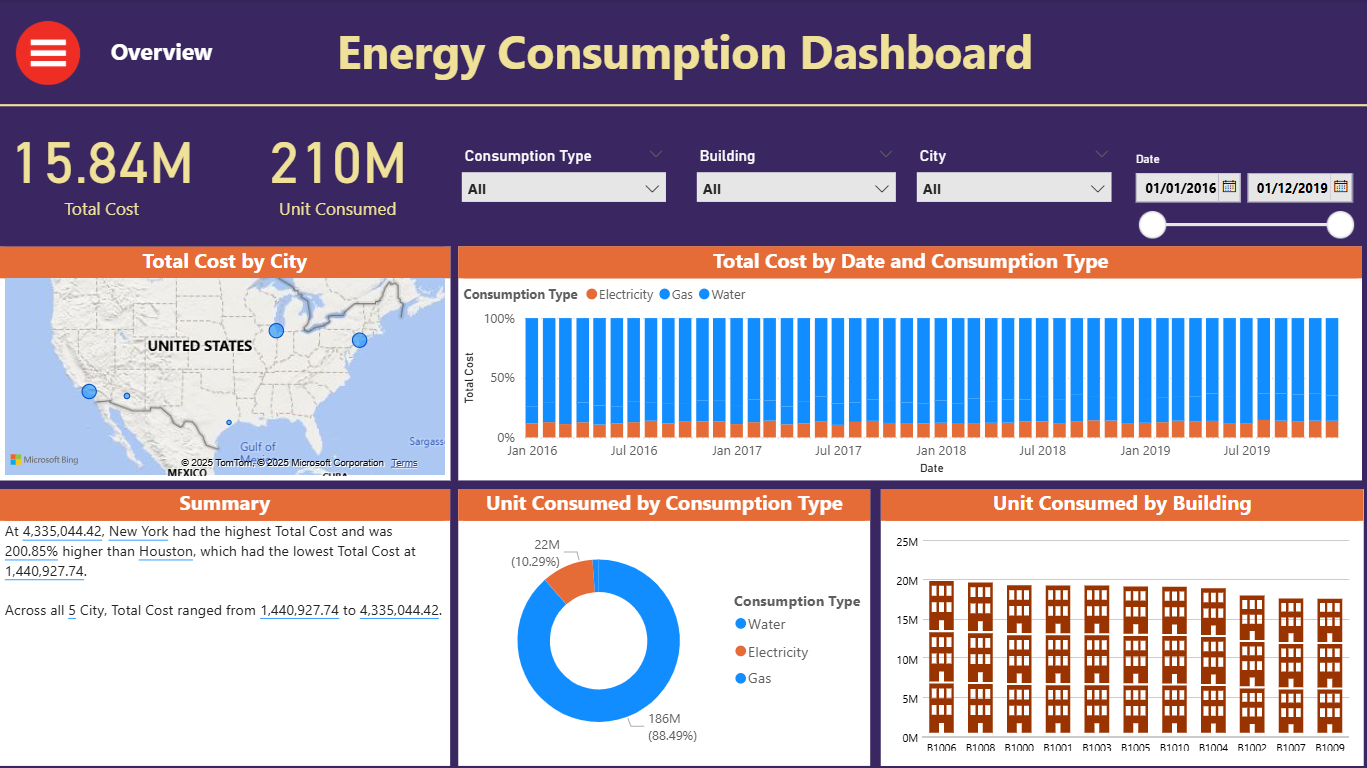 Overview
Energy Consumption Dashboard
15.84M
Total Cost
210M
Unit Consumed
Consumption Type
All
Building
All
City
All
Date
01/01/2016
01/12/2019
Total Cost by City
UNITED STATES
Gulf of
Sargass
MEXICO
CUBA
Microsoft Bing
© 2025 TomTom, © 2025 Microsoft Corporation Terms
Total Cost by Date and Consumption Type
Consumption Type Electricity Gas Water
Total Cost
100%
50%
0%
Jan 2016 Jul 2016 Jan 2017 Jul 2017 Jan 2018 Jul 2018 Jan 2019 Jul 2019
Date
Summary
At 4,335,044.42, New York had the highest Total Cost and was
200.85% higher than Houston, which had the lowest Total Cost at
1,440,927.74.
Across all 5 City, Total Cost ranged from 1,440,927.74 to 4,335,044.42.
Unit Consumed by Consumption Type
22M
(10.29%)
186M
(88.49%)
Consumption Type
Water
Electricity
Gas
Unit Consumed by Building
25M
20M
15M
10M
5M
0M
B1006 B1008 B1000 B1001 B1003 B1005 B1010 B1004 B1002 B1007 B1009